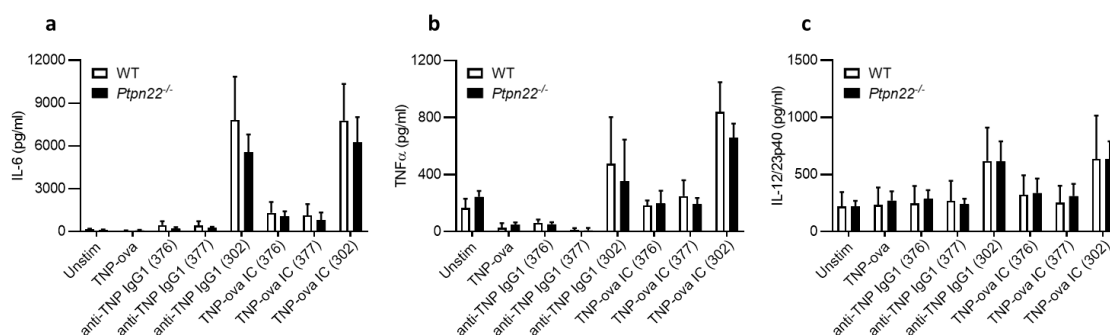 a
IL-6 (pg/ml)
12000
9000
6000
3000
0
WT
Ptpn22-/-
Unstim
TNP-ova
anti-TNP IgG1 (376)
anti-TNP IgG1 (377)
anti-TNP IgG1 (302)
TNP-ova IC (376)
TNP-ova IC (377)
TNP-ova IC (302)
b
TNFα (pg/ml)
1200
800
400
0
WT
Ptpn22-/-
Unstim
TNP-ova
anti-TNP IgG1 (376)
anti-TNP IgG1 (377)
anti-TNP IgG1 (302)
TNP-ova IC (376)
TNP-ova IC (377)
TNP-ova IC (302)
c
IL-12/23p40 (pg/ml)
1500
1000
500
0
WT
Ptpn22-/-
Unstim
TNP-ova
anti-TNP IgG1 (376)
anti-TNP IgG1 (377)
anti-TNP IgG1 (302)
TNP-ova IC (376)
TNP-ova IC (377)
TNP-ova IC (302)